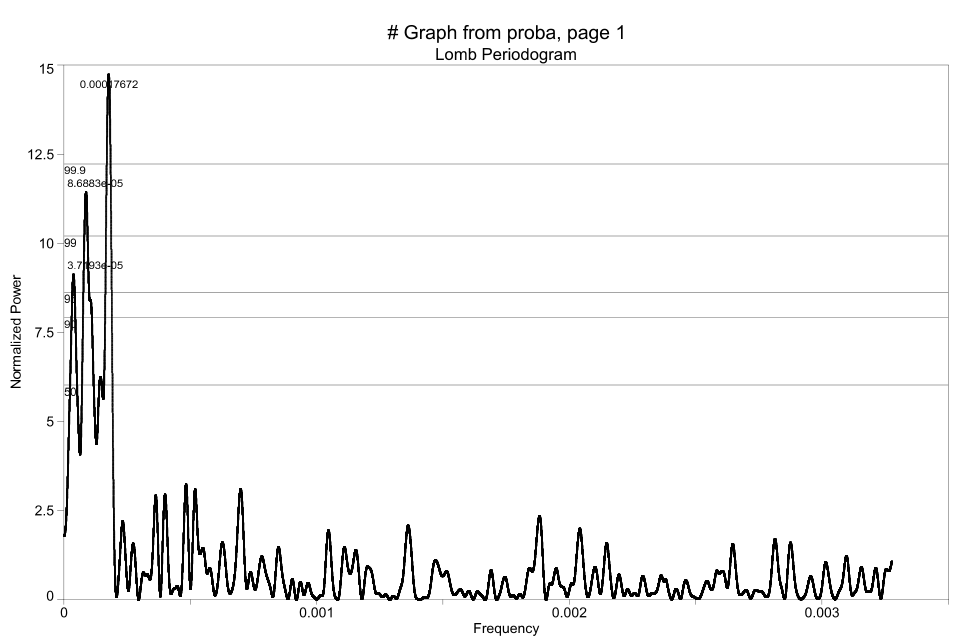 # Graph from proba, page 1
Lomb Periodogram
15
0.00017672
12.5
99.9
8.6883e-05
10
99
3.7193e-05
95
90
7.5
50
5
2.5
0
0 0.001 0.002 0.003
Normalized Power
Frequency